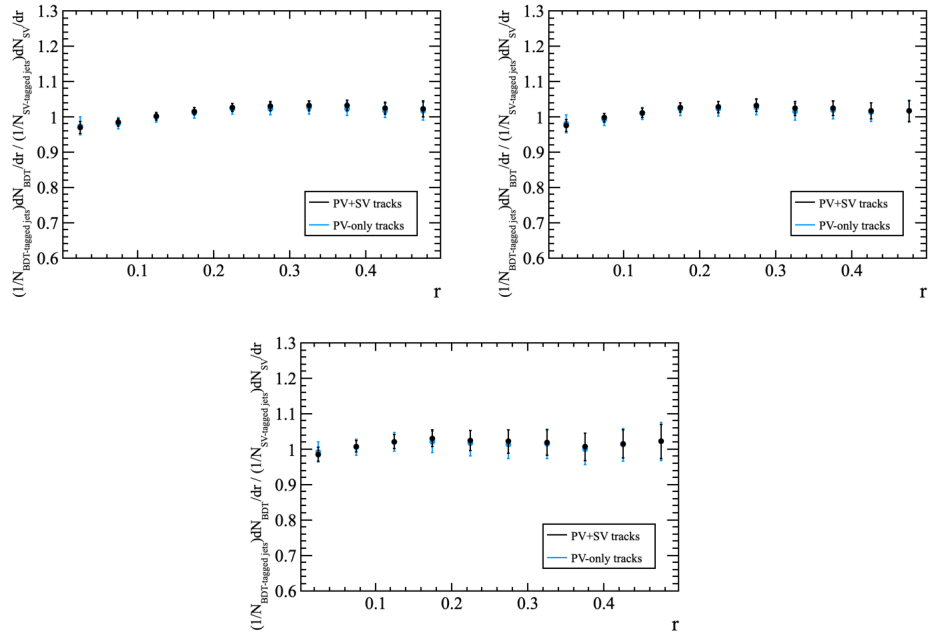 (1/N_BDT-tagged jets)dN_BDT/dr / (1/N_SV-tagged jets)dN_SV/dr
1.3
1.2
1.1
1
0.9
0.8
0.7
0.6
PV+SV tracks
PV-only tracks
0.1 0.2 0.3 0.4
r
(1/N_BDT-tagged jets)dN_BDT/dr / (1/N_SV-tagged jets)dN_SV/dr
1.3
1.2
1.1
1
0.9
0.8
0.7
0.6
PV+SV tracks
PV-only tracks
0.1 0.2 0.3 0.4
r
(1/N_BDT-tagged jets)dN_BDT/dr / (1/N_SV-tagged jets)dN_SV/dr
1.3
1.2
1.1
1
0.9
0.8
0.7
0.6
PV+SV tracks
PV-only tracks
0.1 0.2 0.3 0.4
r